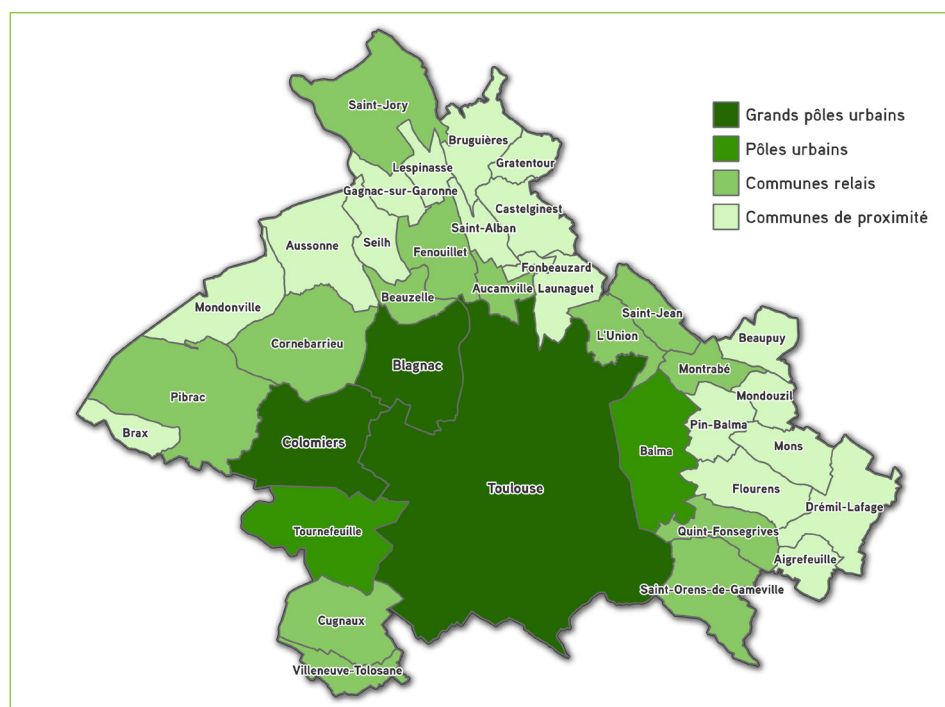 Saint-Jory
Bruguières
Lespinasse
Gratentour
Gagnac-sur-Garonne
Castelginest
Saint-Alban
Aussonne
Seilh
Fenouillet
Fonbeauzard
Aucamville
Launaguet
Beauzelle
Mondonville
Saint-Jean
L'Union
Beaupuy
Cornebarrieu
Blagnac
Montrabé
Pibrac
Mondouzil
Pin-Balma
Brax
Colomiers
Mons
Balma
Toulouse
Flourens
Drémil-Lafage
Tournefeuille
Quint-Fonsegrives
Aigrefeuille
Saint-Orens-de-Gameville
Cugnaux
Villeneuve-Tolosane
Grands pôles urbains
Pôles urbains
Communes relais
Communes de proximité